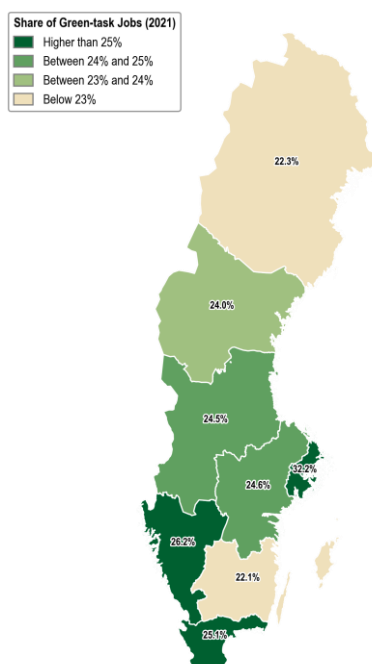 Share of Green-task Jobs (2021)
Higher than 25%
Between 24% and 25%
Between 23% and 24%
Below 23%
22.3%
24.0%
24.5%
32.2%
24.6%
26.2%
22.1%
25.1%